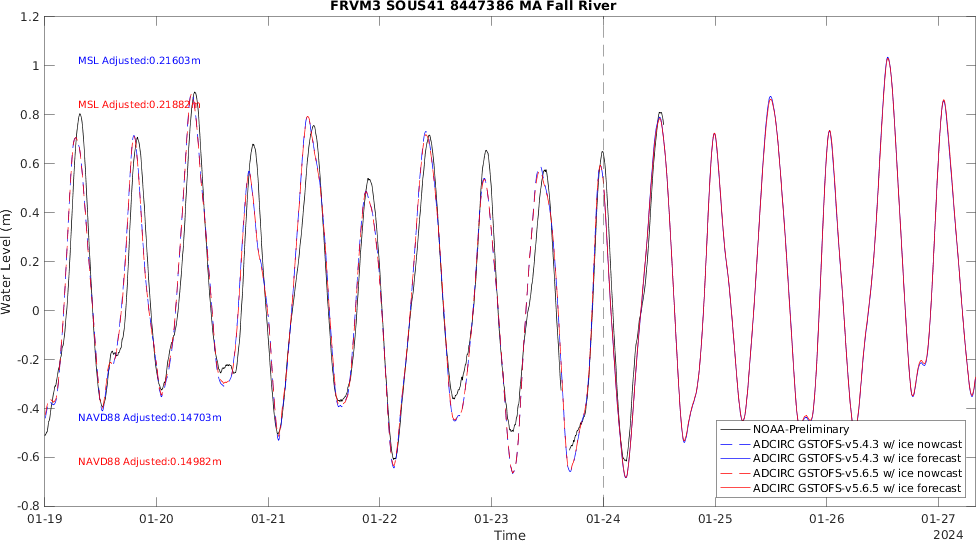 FRVM3 SOUS41 8447386 MA Fall River
1.2
1
0.8
0.6
0.4
0.2
0
-0.2
-0.4
-0.6
-0.8
Water Level (m)
MSL Adjusted:0.21603m
MSL Adjusted:0.21882m
NAVD88 Adjusted:0.14703m
NAVD88 Adjusted:0.14982m
NOAA-Preliminary
ADCIRC GSTOFS-v5.4.3 w/ ice nowcast
ADCIRC GSTOFS-v5.4.3 w/ ice forecast
ADCIRC GSTOFS-v5.6.5 w/ ice nowcast
ADCIRC GSTOFS-v5.6.5 w/ ice forecast
01-19 01-20 01-21 01-22 01-23 01-24 01-25 01-26 01-27
Time
2024